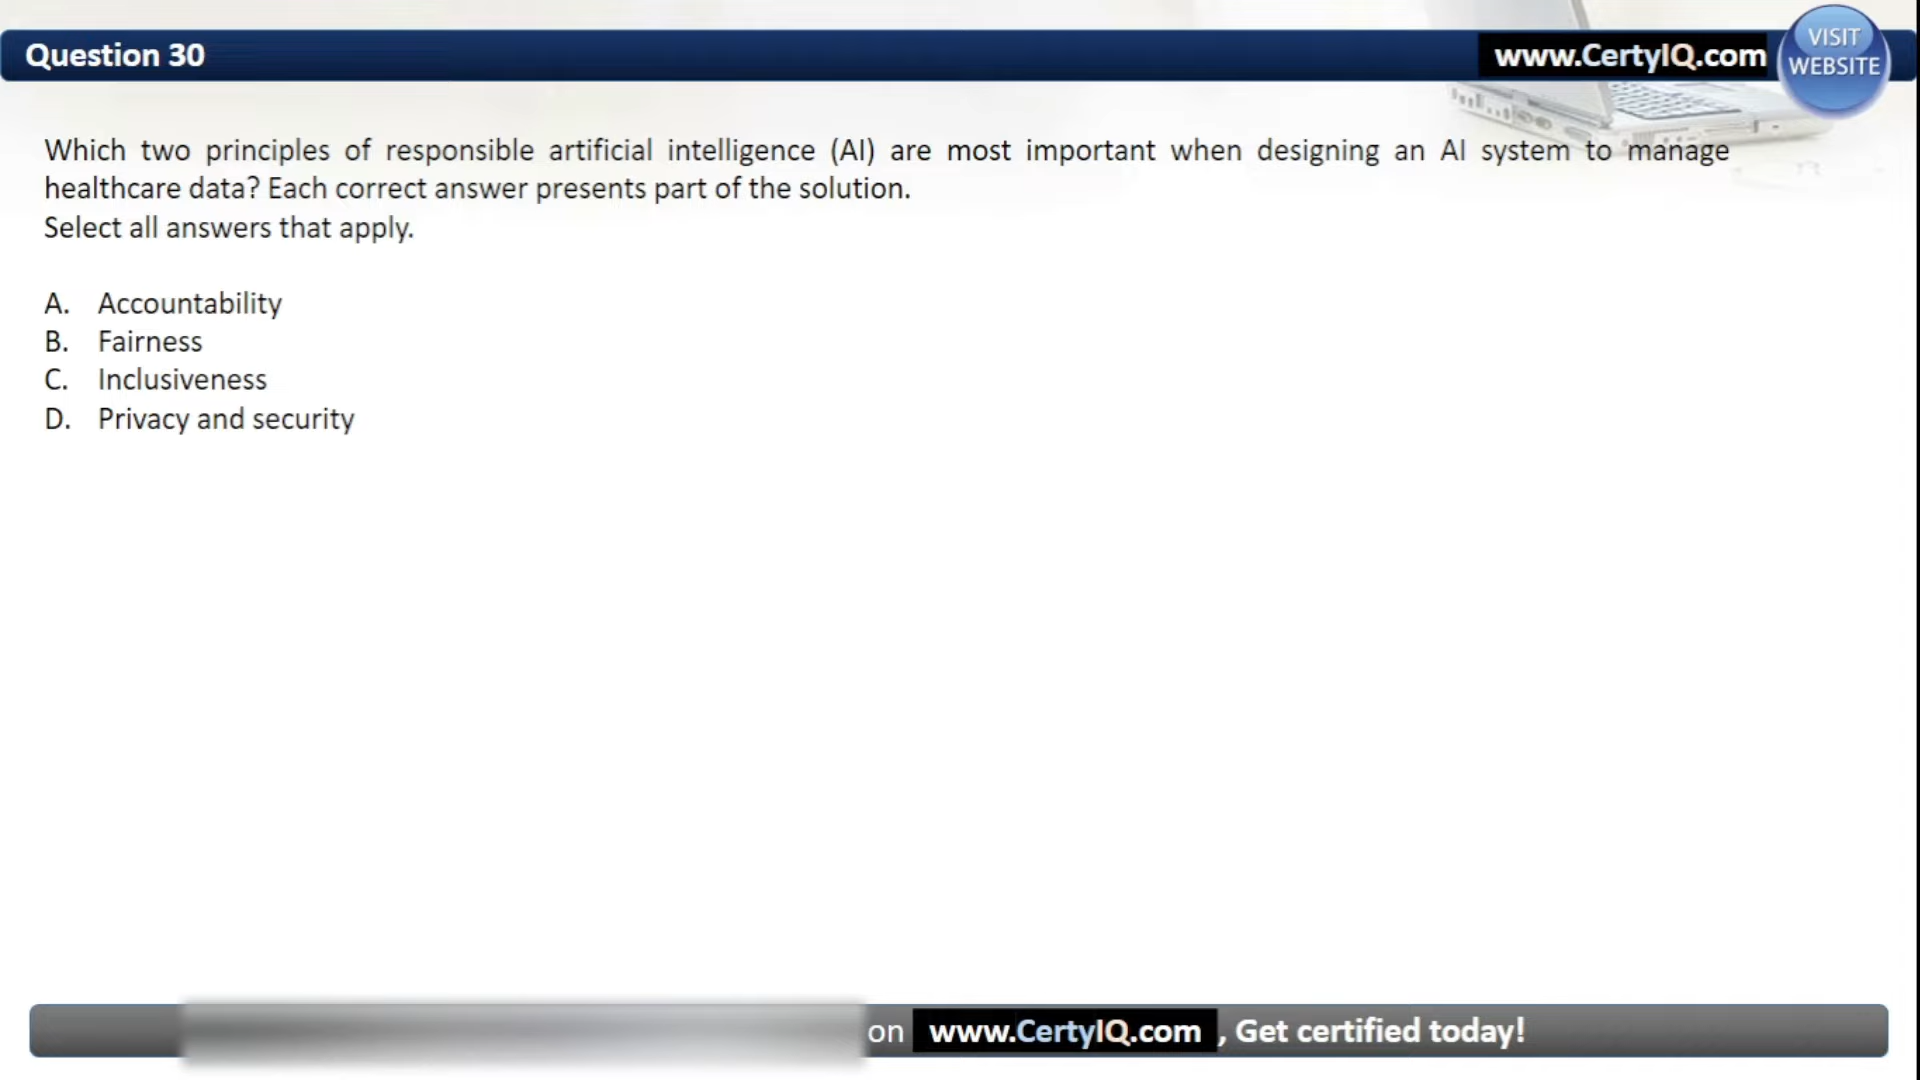 Question 30
www.CertyIQ.com
VISIT
WEBSITE
Which two principles of responsible artificial intelligence (AI) are most important when designing an AI system to manage
healthcare data? Each correct answer presents part of the solution.
Select all answers that apply.
A. Accountability
B. Fairness
C. Inclusiveness
D. Privacy and security
on www.CertyIQ.com , Get certified today!